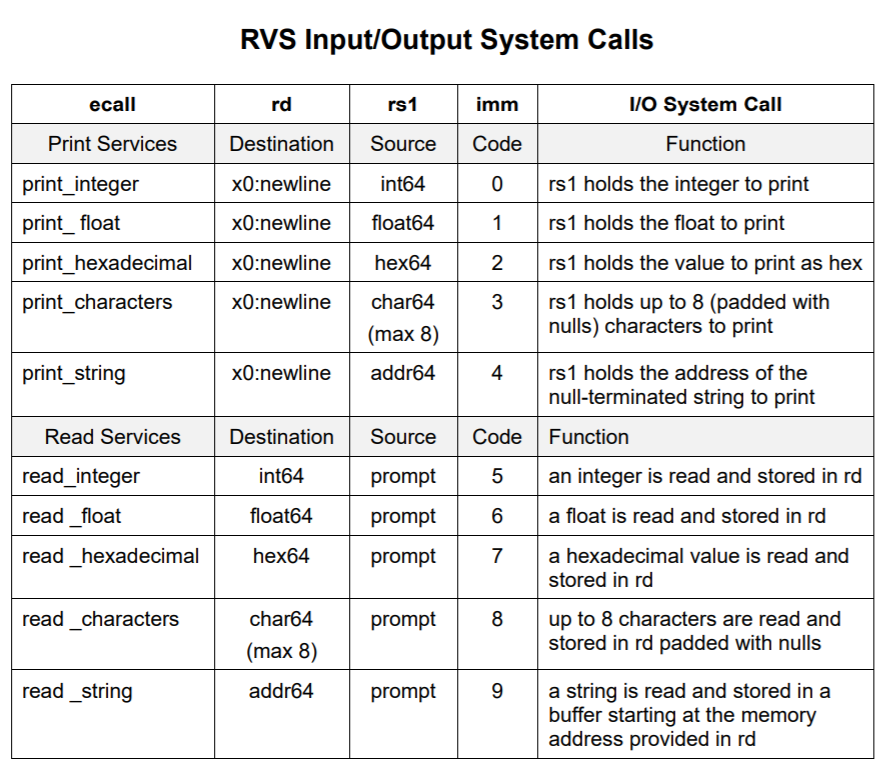 RVS Input/Output System Calls
ecall rd rs1 imm I/O System Call
Print Services Destination Source Code Function
print_integer x0:newline int64 0 rs1 holds the integer to print
print_ float x0:newline float64 1 rs1 holds the float to print
print_hexadecimal x0:newline hex64 2 rs1 holds the value to print as hex
print_characters x0:newline char64 3 rs1 holds up to 8 (padded with
(max 8) nulls) characters to print
print_string x0:newline addr64 4 rs1 holds the address of the
null-terminated string to print
Read Services Destination Source Code Function
read_integer int64 prompt 5 an integer is read and stored in rd
read _float float64 prompt 6 a float is read and stored in rd
read _hexadecimal hex64 prompt 7 a hexadecimal value is read and
stored in rd
read _characters char64 prompt 8 up to 8 characters are read and
(max 8) stored in rd padded with nulls
read _string addr64 prompt 9 a string is read and stored in a
buffer starting at the memory
address provided in rd